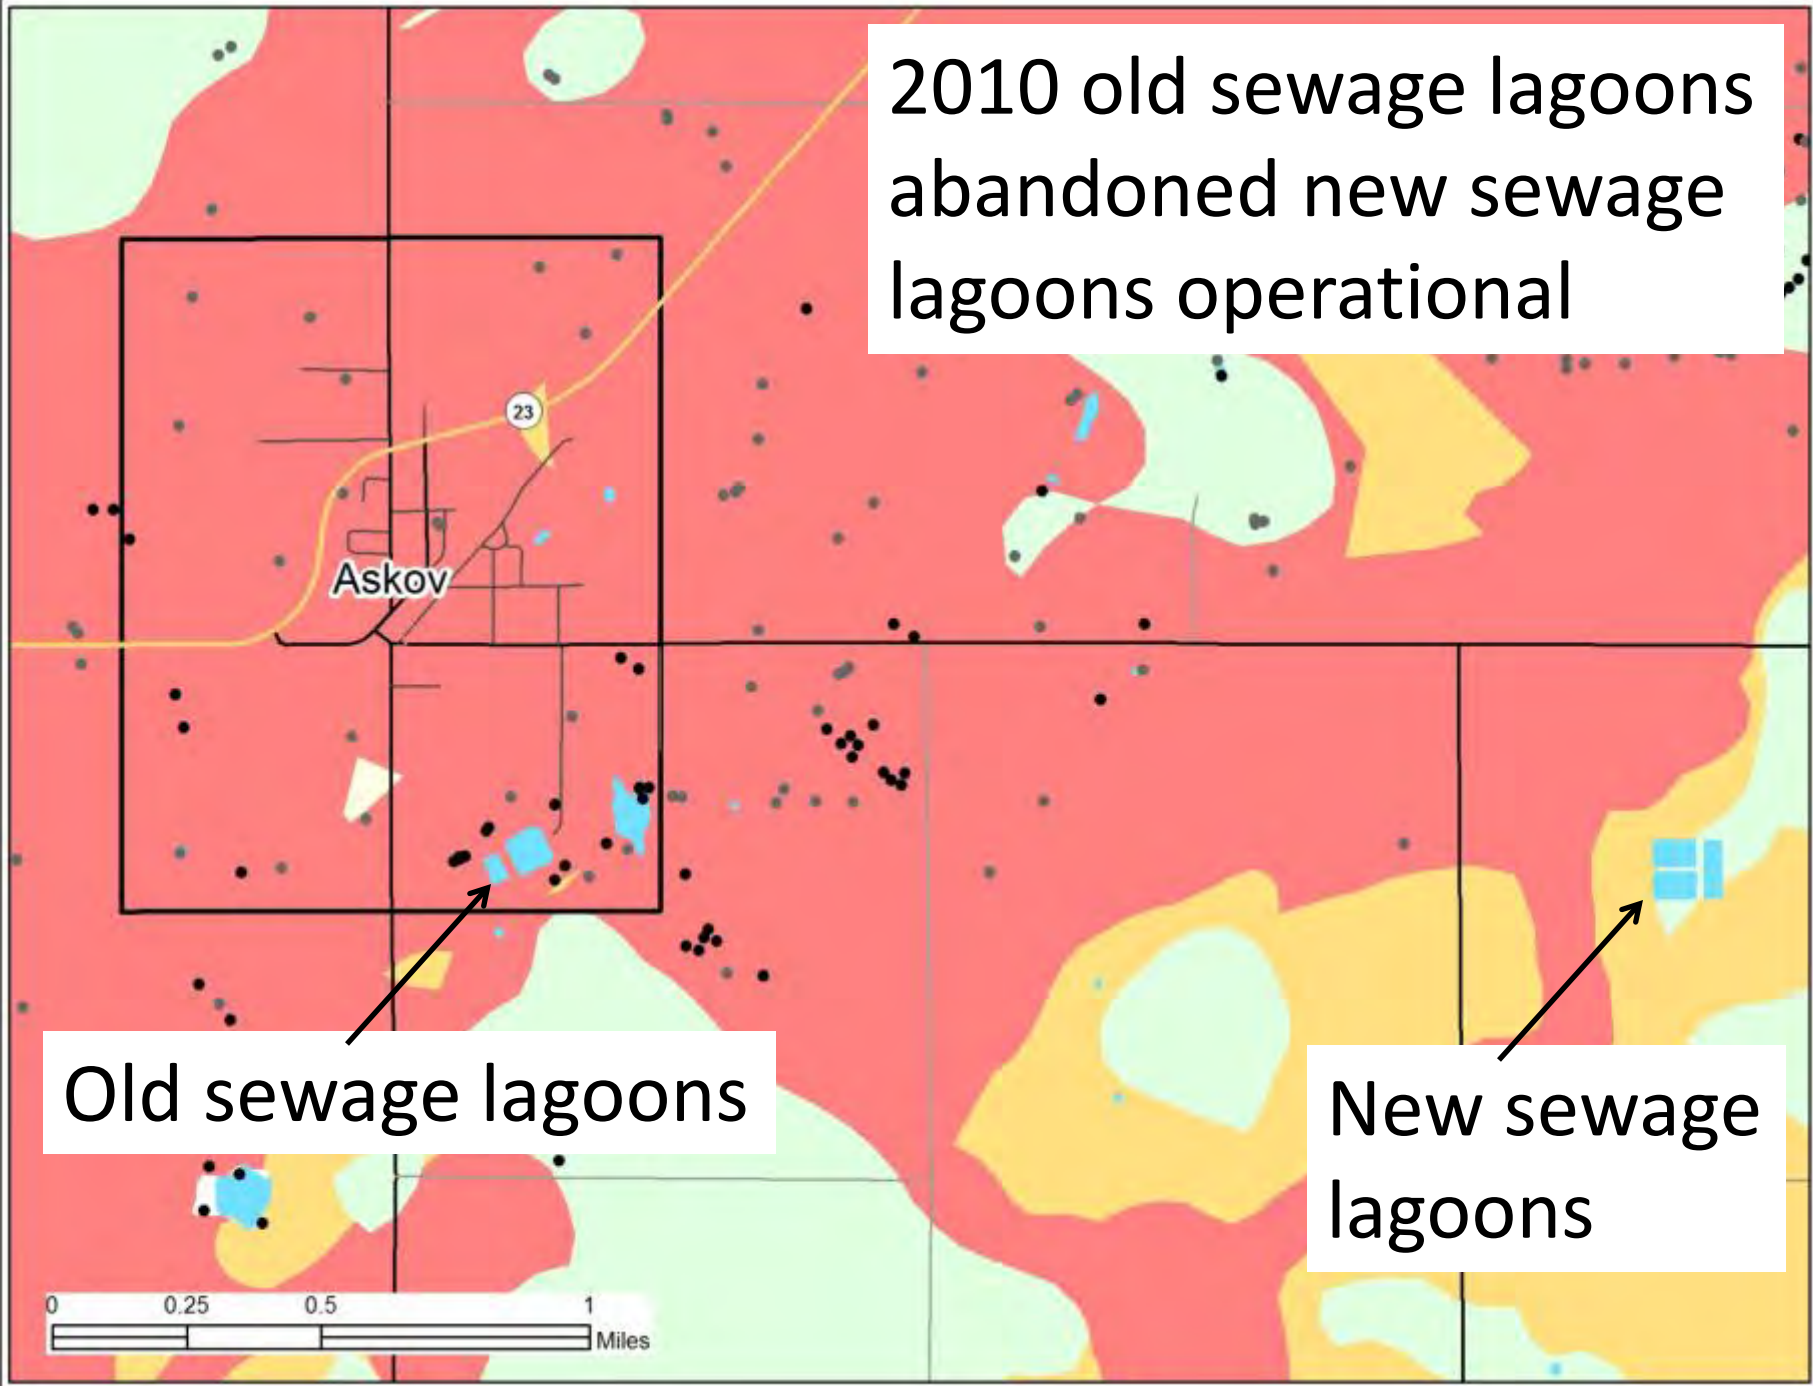 2010 old sewage lagoons
abandoned new sewage
lagoons operational
23
Askov
Old sewage lagoons
New sewage
lagoons
0 0.25 0.5 1
Miles